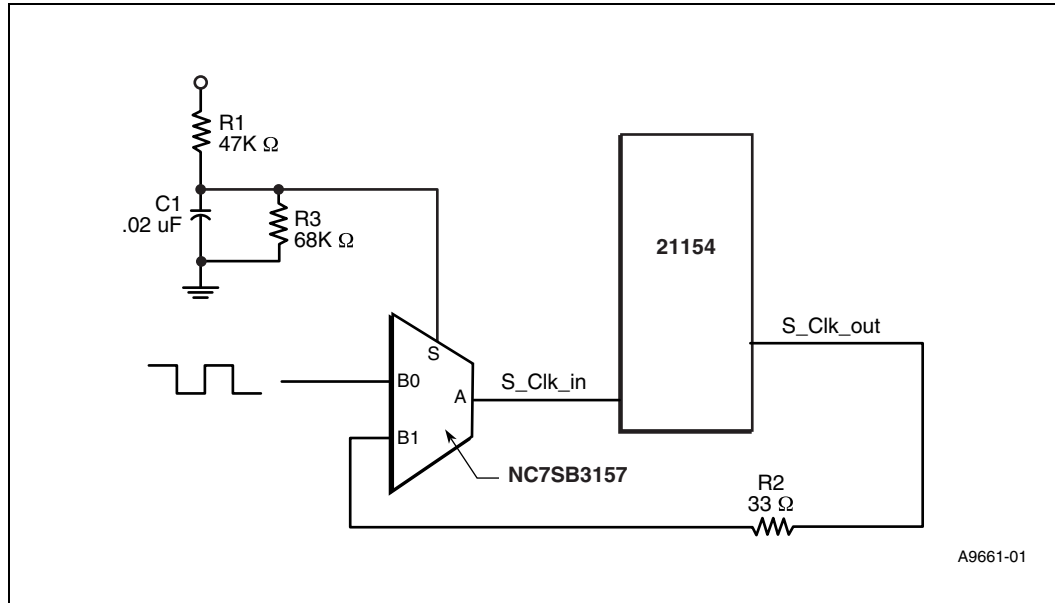 R1
47K Ω
C1
.02 uF
R3
68K Ω
21154
S_Clk_out
S
B0
A
S_Clk_in
B1
NC7SB3157
R2
33 Ω
A9661-01